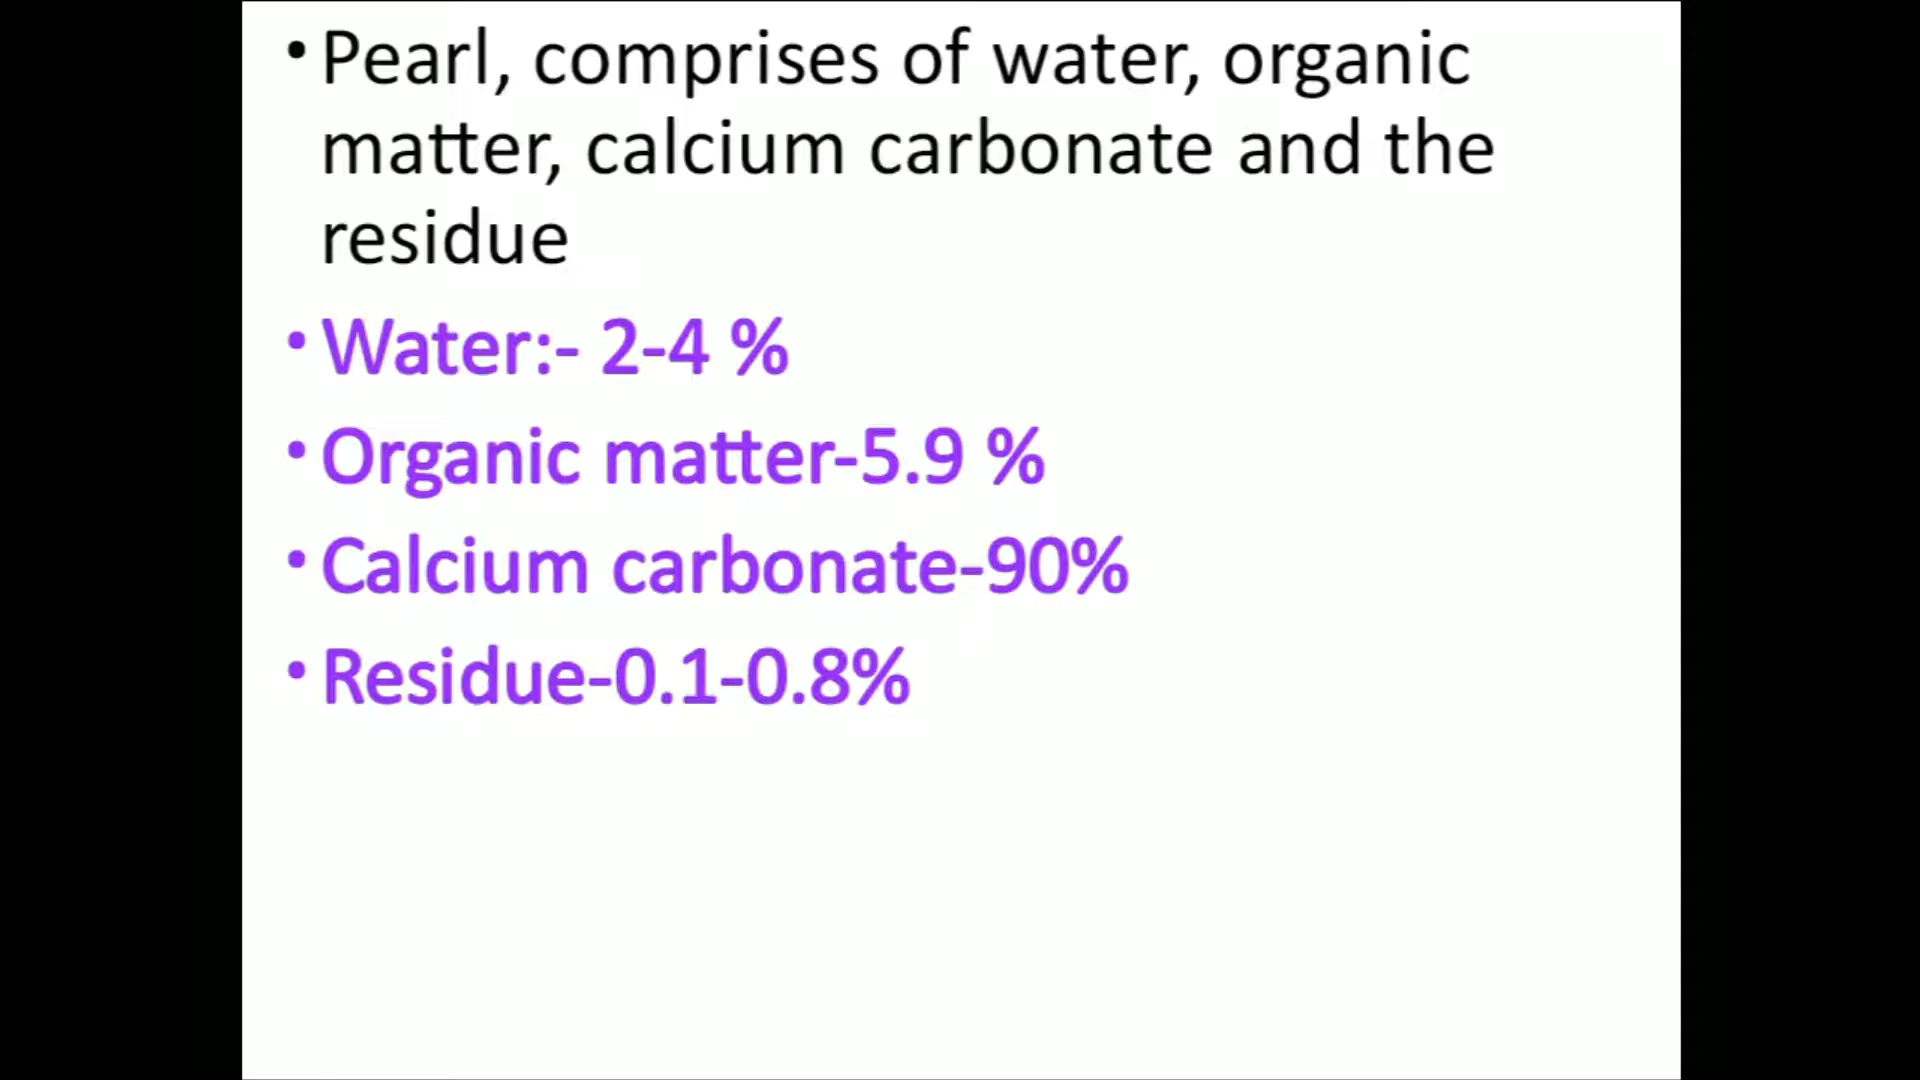 • Pearl, comprises of water, organic
matter, calcium carbonate and the
residue
• Water:- 2-4 %
• Organic matter-5.9 %
• Calcium carbonate-90%
• Residue-0.1-0.8%